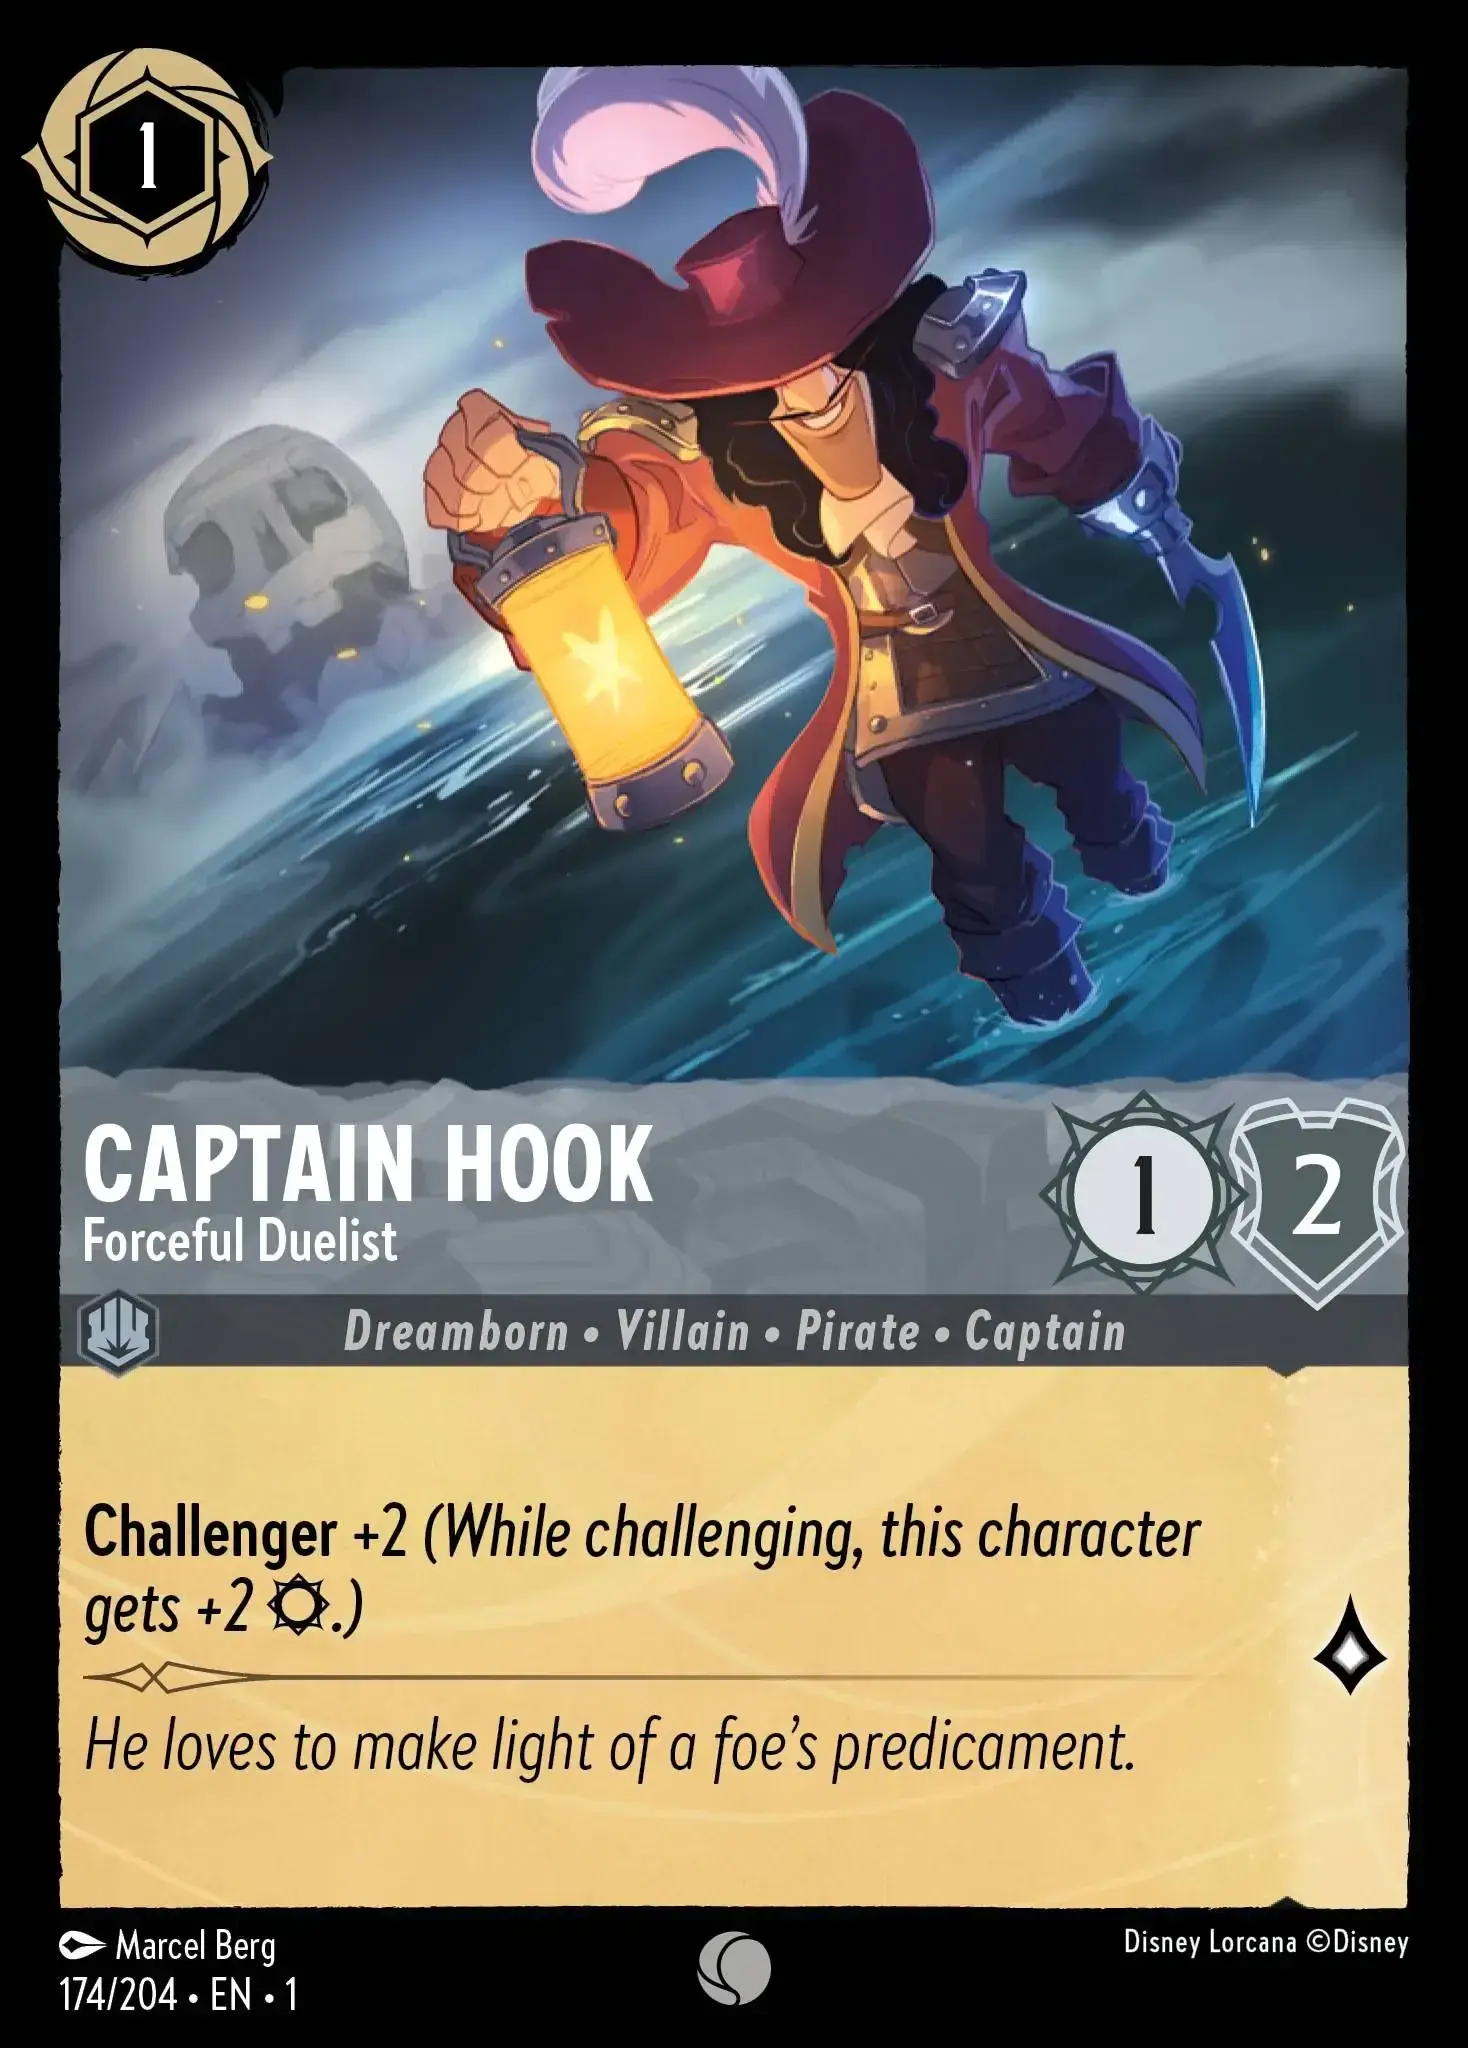 1
CAPTAIN HOOK
Forceful Duelist
1
2
Dreamborn • Villain • Pirate • Captain
Challenger +2 (While challenging, this character
gets +2 .)
He loves to make light of a foe's predicament.
Marcel Berg
174/204 • EN • 1
Disney Lorcana ©Disney